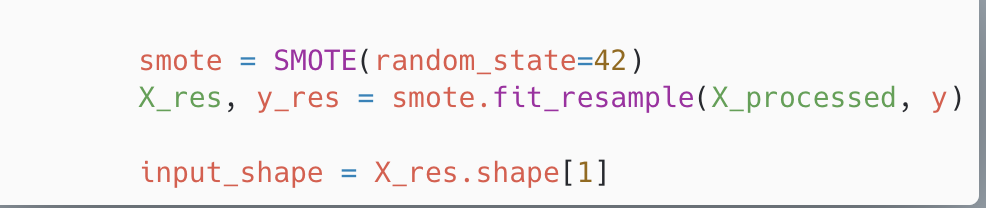 smote = SMOTE(random_state=42)
X_res, y_res = smote.fit_resample(X_processed, y)
input_shape = X_res.shape[1]